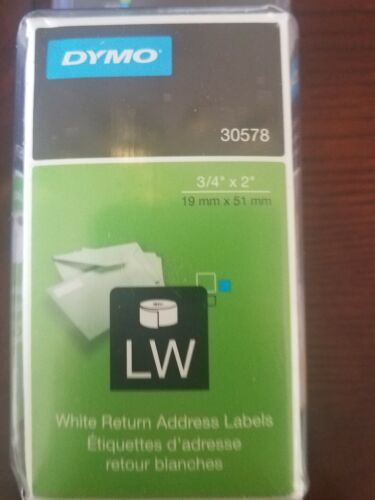 DYMO
30578
3/4" x 2"
19 mm x 51 mm
LW
White Return Address Labels
Étiquettes d'adresse
retour blanches